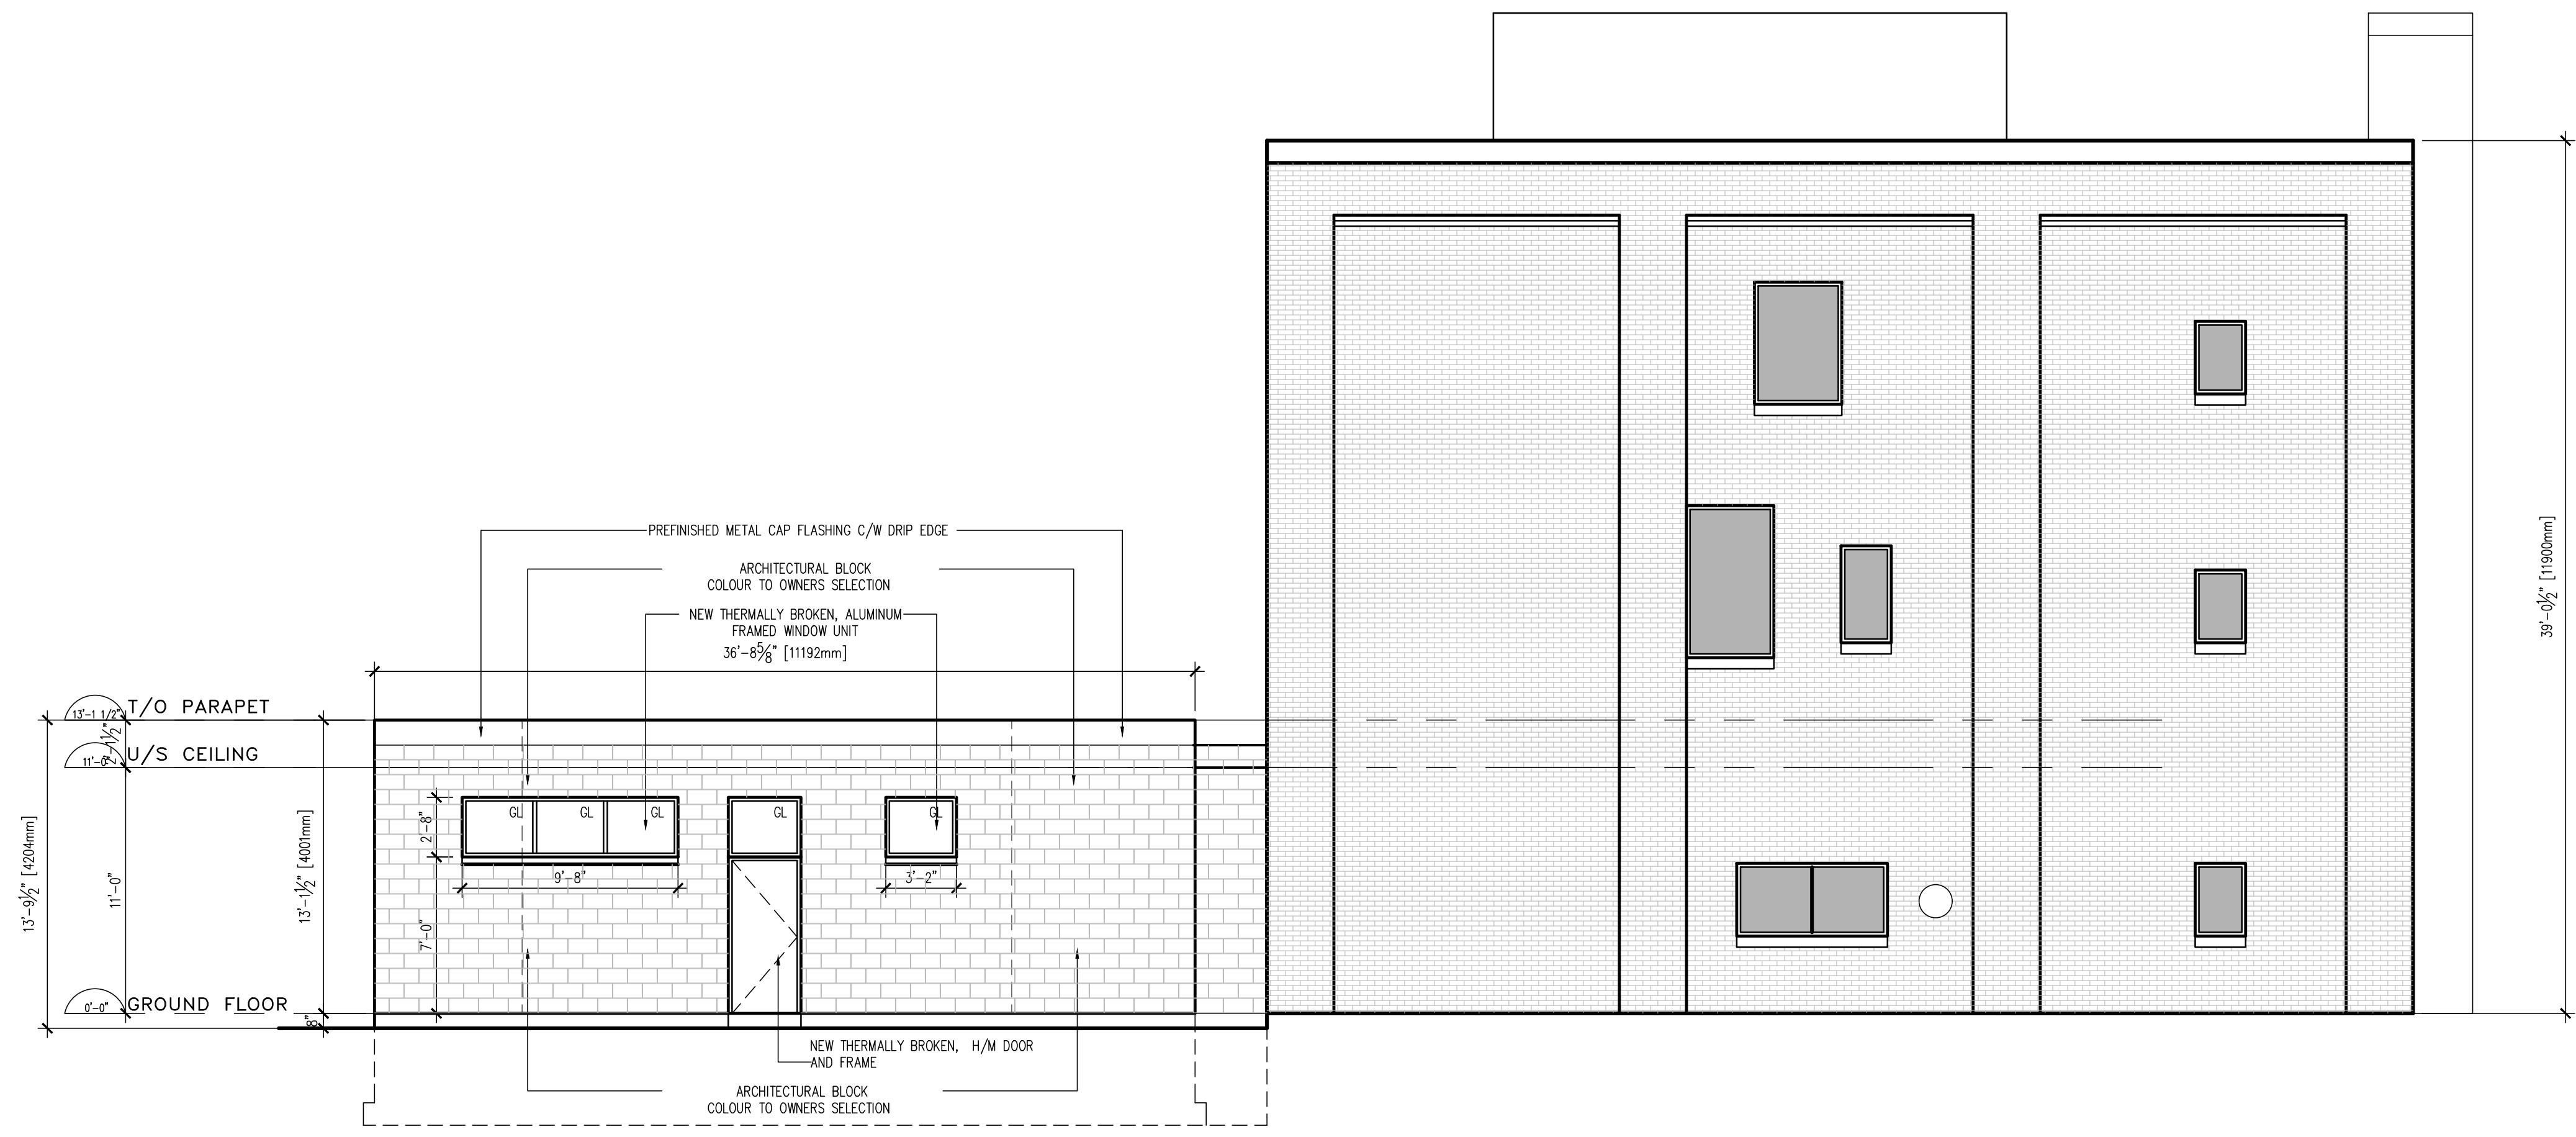 PREFINISHED METAL CAP FLASHING C/W DRIP EDGE
ARCHITECTURAL BLOCK
COLOUR TO OWNERS SELECTION
NEW THERMALLY BROKEN, ALUMINUM
FRAMED WINDOW UNIT
36'-8 5/8" [11192mm]
39'-0 1/2" [11900mm]
T/O PARAPET
13'-1 1/2"
2'-1 1/2"
U/S CEILING
11'-0"
GROUND FLOOR
0'-0"
13'-9 1/2" [4204mm]
11'-0"
13'-1 1/2" [4001mm]
8"
2'-8"
7'-0"
GL
GL
GL
GL
GL
9'-8"
3'-2"
NEW THERMALLY BROKEN, H/M DOOR
AND FRAME
ARCHITECTURAL BLOCK
COLOUR TO OWNERS SELECTION